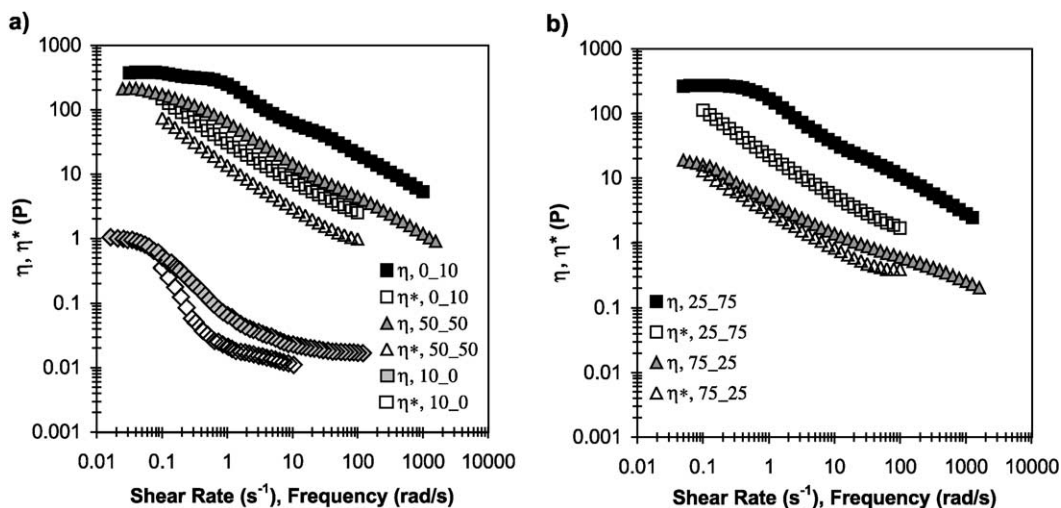 a)
1000
100
10
1
0.1
0.01
0.001
η, η* (P)
η, 0_10
η*, 0_10
η, 50_50
η*, 50_50
η, 10_0
η*, 10_0
0.01 0.1 1 10 100 1000 10000
Shear Rate (s⁻¹), Frequency (rad/s)
b)
1000
100
10
1
0.1
0.01
0.001
η, η* (P)
η, 25_75
η*, 25_75
η, 75_25
η*, 75_25
0.01 0.1 1 10 100 1000 10000
Shear Rate (s⁻¹), Frequency (rad/s)